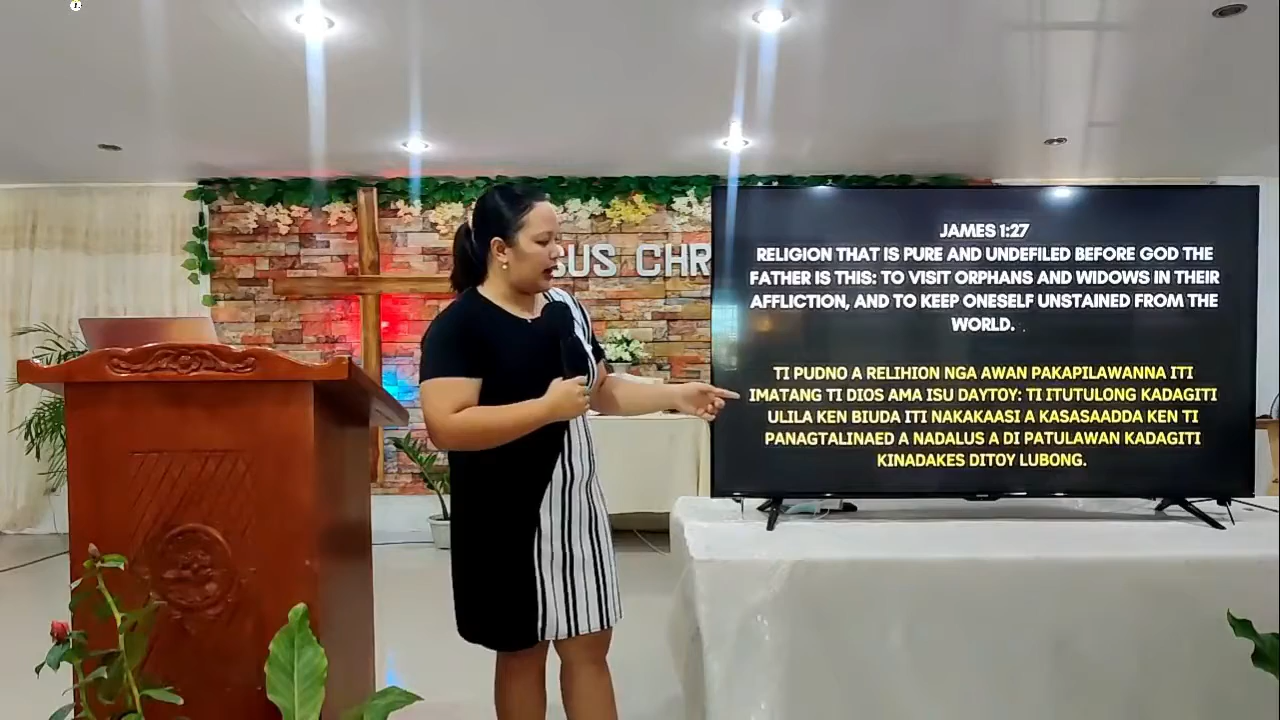 SUS CHR
JAMES 1:27
RELIGION THAT IS PURE AND UNDEFILED BEFORE GOD THE
FATHER IS THIS: TO VISIT ORPHANS AND WIDOWS IN THEIR
AFFLICTION, AND TO KEEP ONESELF UNSTAINED FROM THE
WORLD.
TI PUDNO A RELIHION NGA AWAN PAKAPILAWANNA ITI
IMATANG TI DIOS AMA ISU DAYTOY: TI ITUTULONG KADAGITI
ULILA KEN BIUDA ITI NAKAKAASI A KASASAADDA KEN TI
PANAGTALINAED A NADALUS A DI PATULAWAN KADAGITI
KINADAKES DITOY LUBONG.